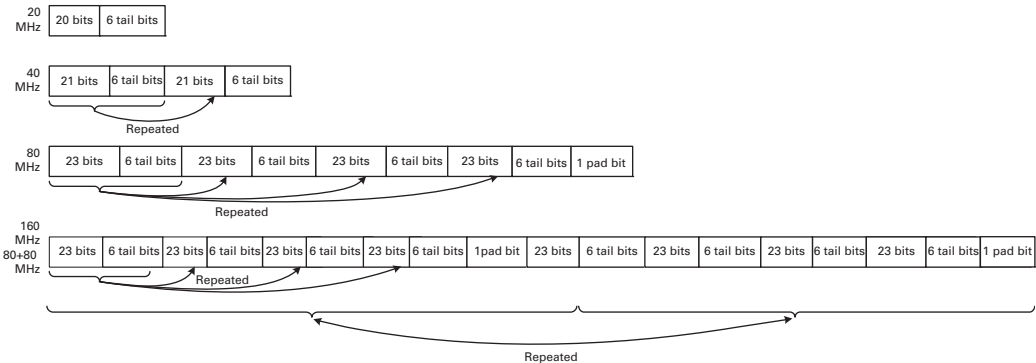 20 MHz
20 bits 6 tail bits
40 MHz
21 bits 6 tail bits 21 bits 6 tail bits
Repeated
80 MHz
23 bits 6 tail bits 23 bits 6 tail bits 23 bits 6 tail bits 23 bits 6 tail bits 1 pad bit
Repeated
160 MHz
80+80 MHz
23 bits 6 tail bits 23 bits 6 tail bits 23 bits 6 tail bits 23 bits 6 tail bits 1pad bit 23 bits 6 tail bits 23 bits 6 tail bits 23 bits 6 tail bits 23 bits 6 tail bits 1 pad bit
Repeated
Repeated